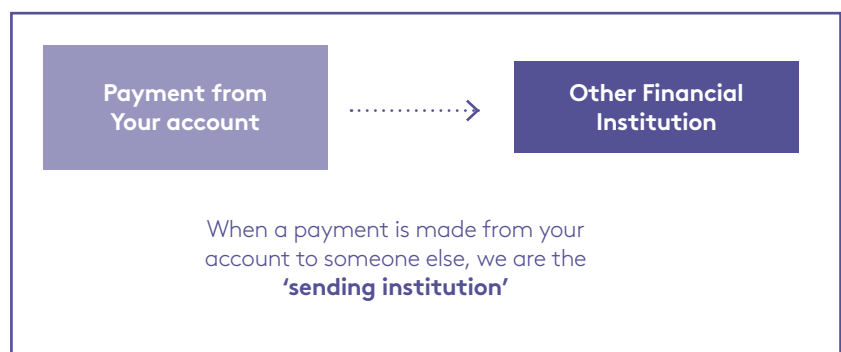 Payment from
Your account
Other Financial
Institution
When a payment is made from your
account to someone else, we are the
‘sending institution’